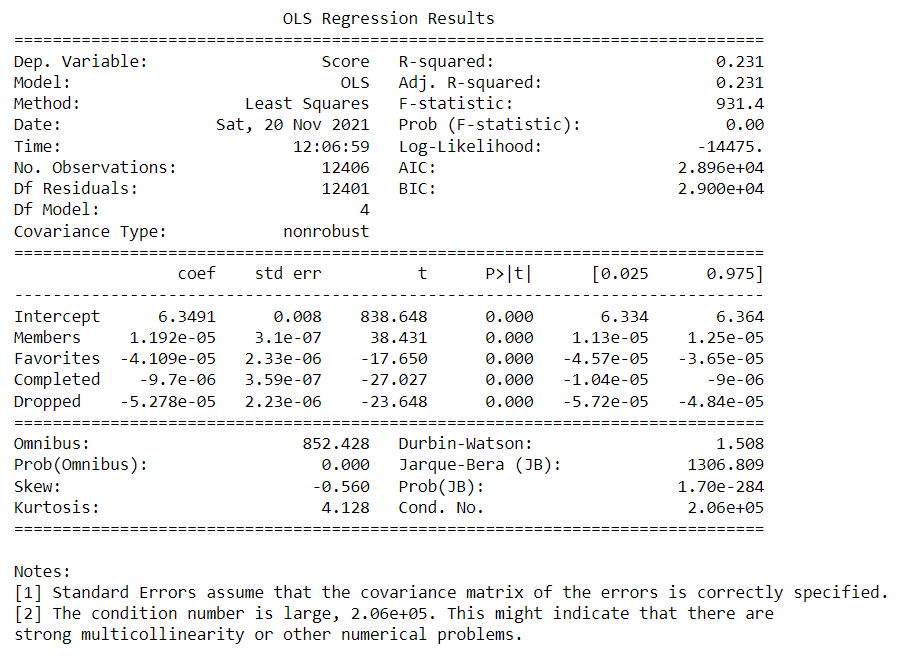 OLS Regression Results
==============================================================================
Dep. Variable: Score R-squared: 0.231
Model: OLS Adj. R-squared: 0.231
Method: Least Squares F-statistic: 931.4
Date: Sat, 20 Nov 2021 Prob (F-statistic): 0.00
Time: 12:06:59 Log-Likelihood: -14475.
No. Observations: 12406 AIC: 2.896e+04
Df Residuals: 12401 BIC: 2.900e+04
Df Model: 4
Covariance Type: nonrobust
==============================================================================
coef std err t P>|t| [0.025 0.975]
------------------------------------------------------------------------------
Intercept 6.3491 0.008 838.648 0.000 6.334 6.364
Members 1.192e-05 3.1e-07 38.431 0.000 1.13e-05 1.25e-05
Favorites -4.109e-05 2.33e-06 -17.650 0.000 -4.57e-05 -3.65e-05
Completed -9.7e-06 3.59e-07 -27.027 0.000 -1.04e-05 -9e-06
Dropped -5.278e-05 2.23e-06 -23.648 0.000 -5.72e-05 -4.84e-05
==============================================================================
Omnibus: 852.428 Durbin-Watson: 1.508
Prob(Omnibus): 0.000 Jarque-Bera (JB): 1306.809
Skew: -0.560 Prob(JB): 1.70e-284
Kurtosis: 4.128 Cond. No. 2.06e+05
==============================================================================
Notes:
[1] Standard Errors assume that the covariance matrix of the errors is correctly specified.
[2] The condition number is large, 2.06e+05. This might indicate that there are
strong multicollinearity or other numerical problems.